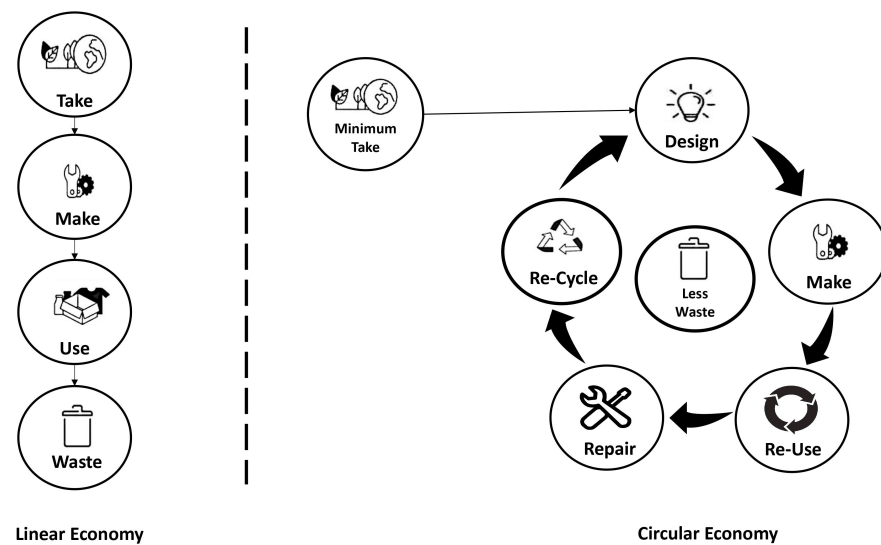 Take
Make
Use
Waste
Linear Economy
Minimum
Take
Design
Make
Re-Use
Repair
Re-Cycle
Less
Waste
Circular Economy